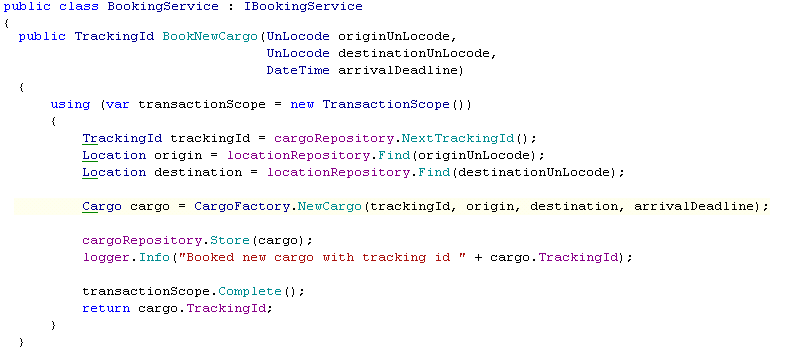 public class BookingService : IBookingService
{
public TrackingId BookNewCargo(UnLocode originUnLocode,
UnLocode destinationUnLocode,
DateTime arrivalDeadline)
{
using (var transactionScope = new TransactionScope())
{
TrackingId trackingId = cargoRepository.NextTrackingId();
Location origin = locationRepository.Find(originUnLocode);
Location destination = locationRepository.Find(destinationUnLocode);
Cargo cargo = CargoFactory.NewCargo(trackingId, origin, destination, arrivalDeadline);
cargoRepository.Store(cargo);
logger.Info("Booked new cargo with tracking id " + cargo.TrackingId);
transactionScope.Complete();
return cargo.TrackingId;
}
}